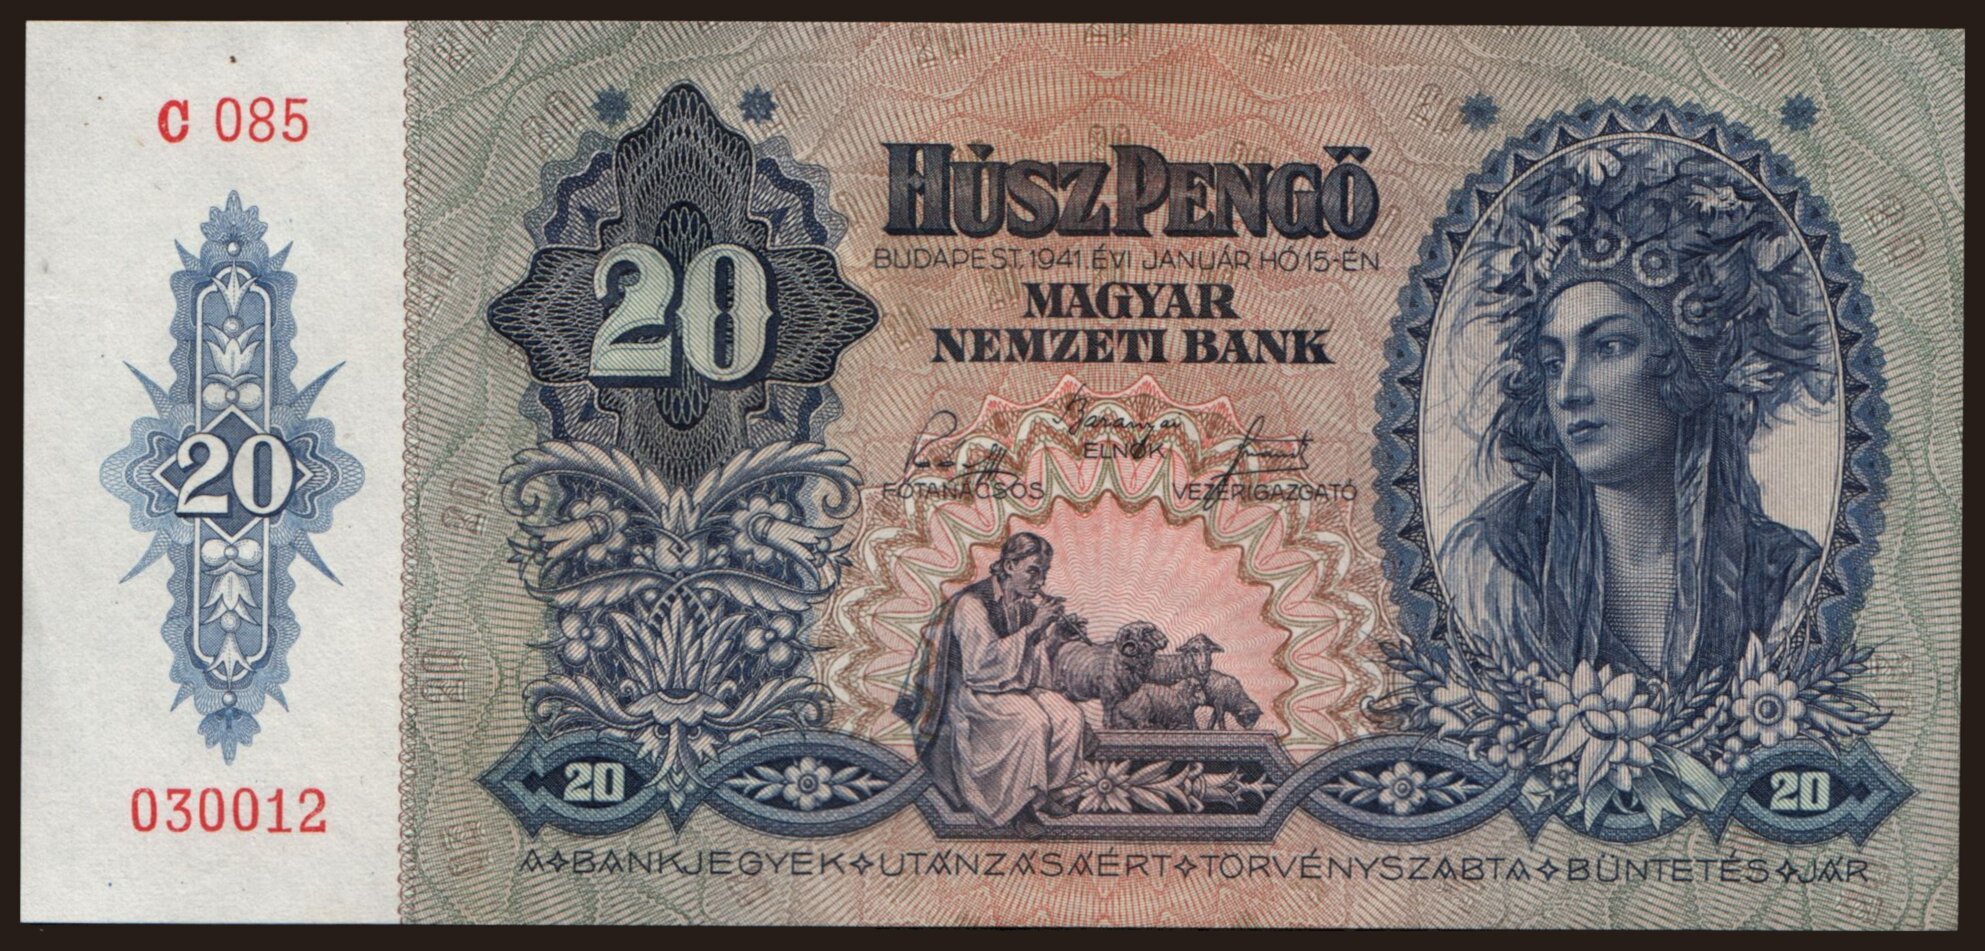 C 085
20
030012
20
HÚSZ PENGŐ
BUDAPEST, 1941. ÉVI JANUÁR HÓ 15-ÉN
MAGYAR
NEMZETI BANK
ELNÖK
FŐTANÁCSOS
VEZÉRIGAZGATÓ
20
20
A BANKJEGYEK UTÁNZÁSÁÉRT TÖRVÉNYSZABTA BÜNTETÉS JÁR